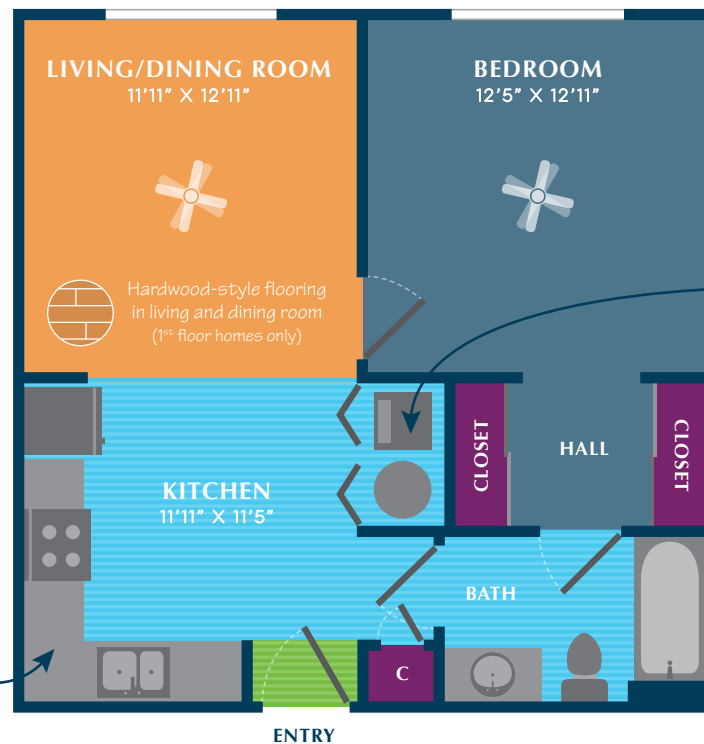 LIVING/DINING ROOM
11'11" X 12'11"
BEDROOM
12'5" X 12'11"
Hardwood-style flooring
in living and dining room
(1st floor homes only)
KITCHEN
11'11" X 11'5"
CLOSET
HALL
CLOSET
BATH
C
ENTRY